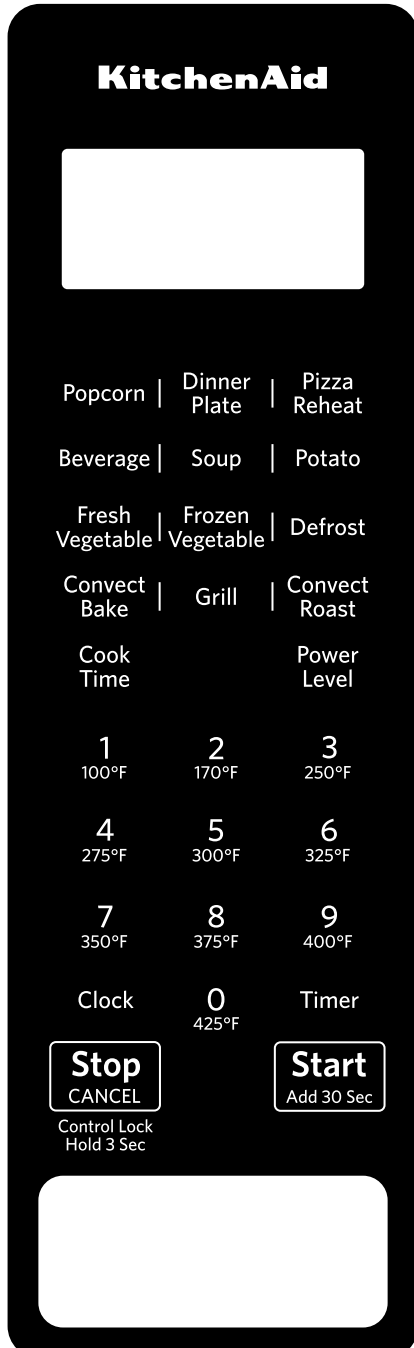 KitchenAid
Popcorn | Dinner Plate | Pizza Reheat
Beverage | Soup | Potato
Fresh Vegetable | Frozen Vegetable | Defrost
Convect Bake | Grill | Convect Roast
Cook Time Power Level
1 2 3
100°F 170°F 250°F
4 5 6
275°F 300°F 325°F
7 8 9
350°F 375°F 400°F
Clock 0 Timer
425°F
Stop Start
CANCEL Add 30 Sec
Control Lock
Hold 3 Sec